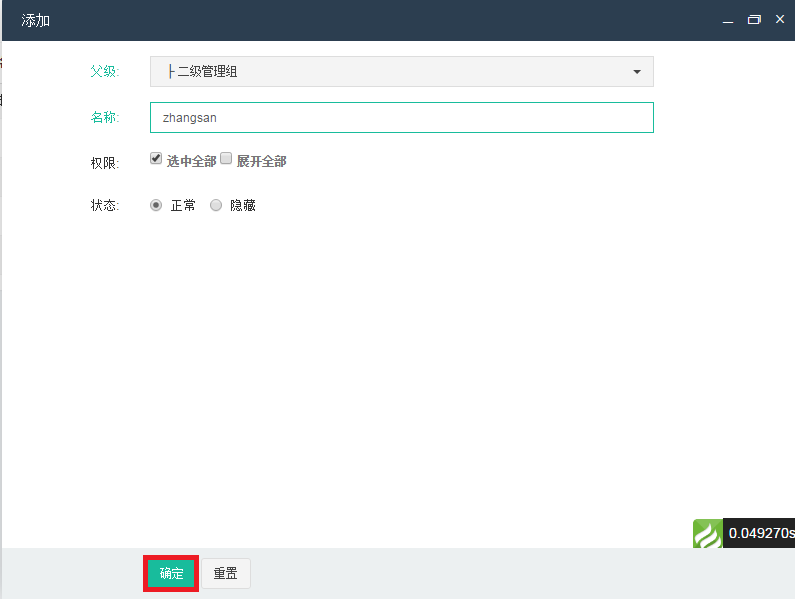 添加
父级: ├ 二级管理组
名称: zhangsan
权限: 选中全部 展开全部
状态: 正常 隐藏
0.049270s
确定 重置